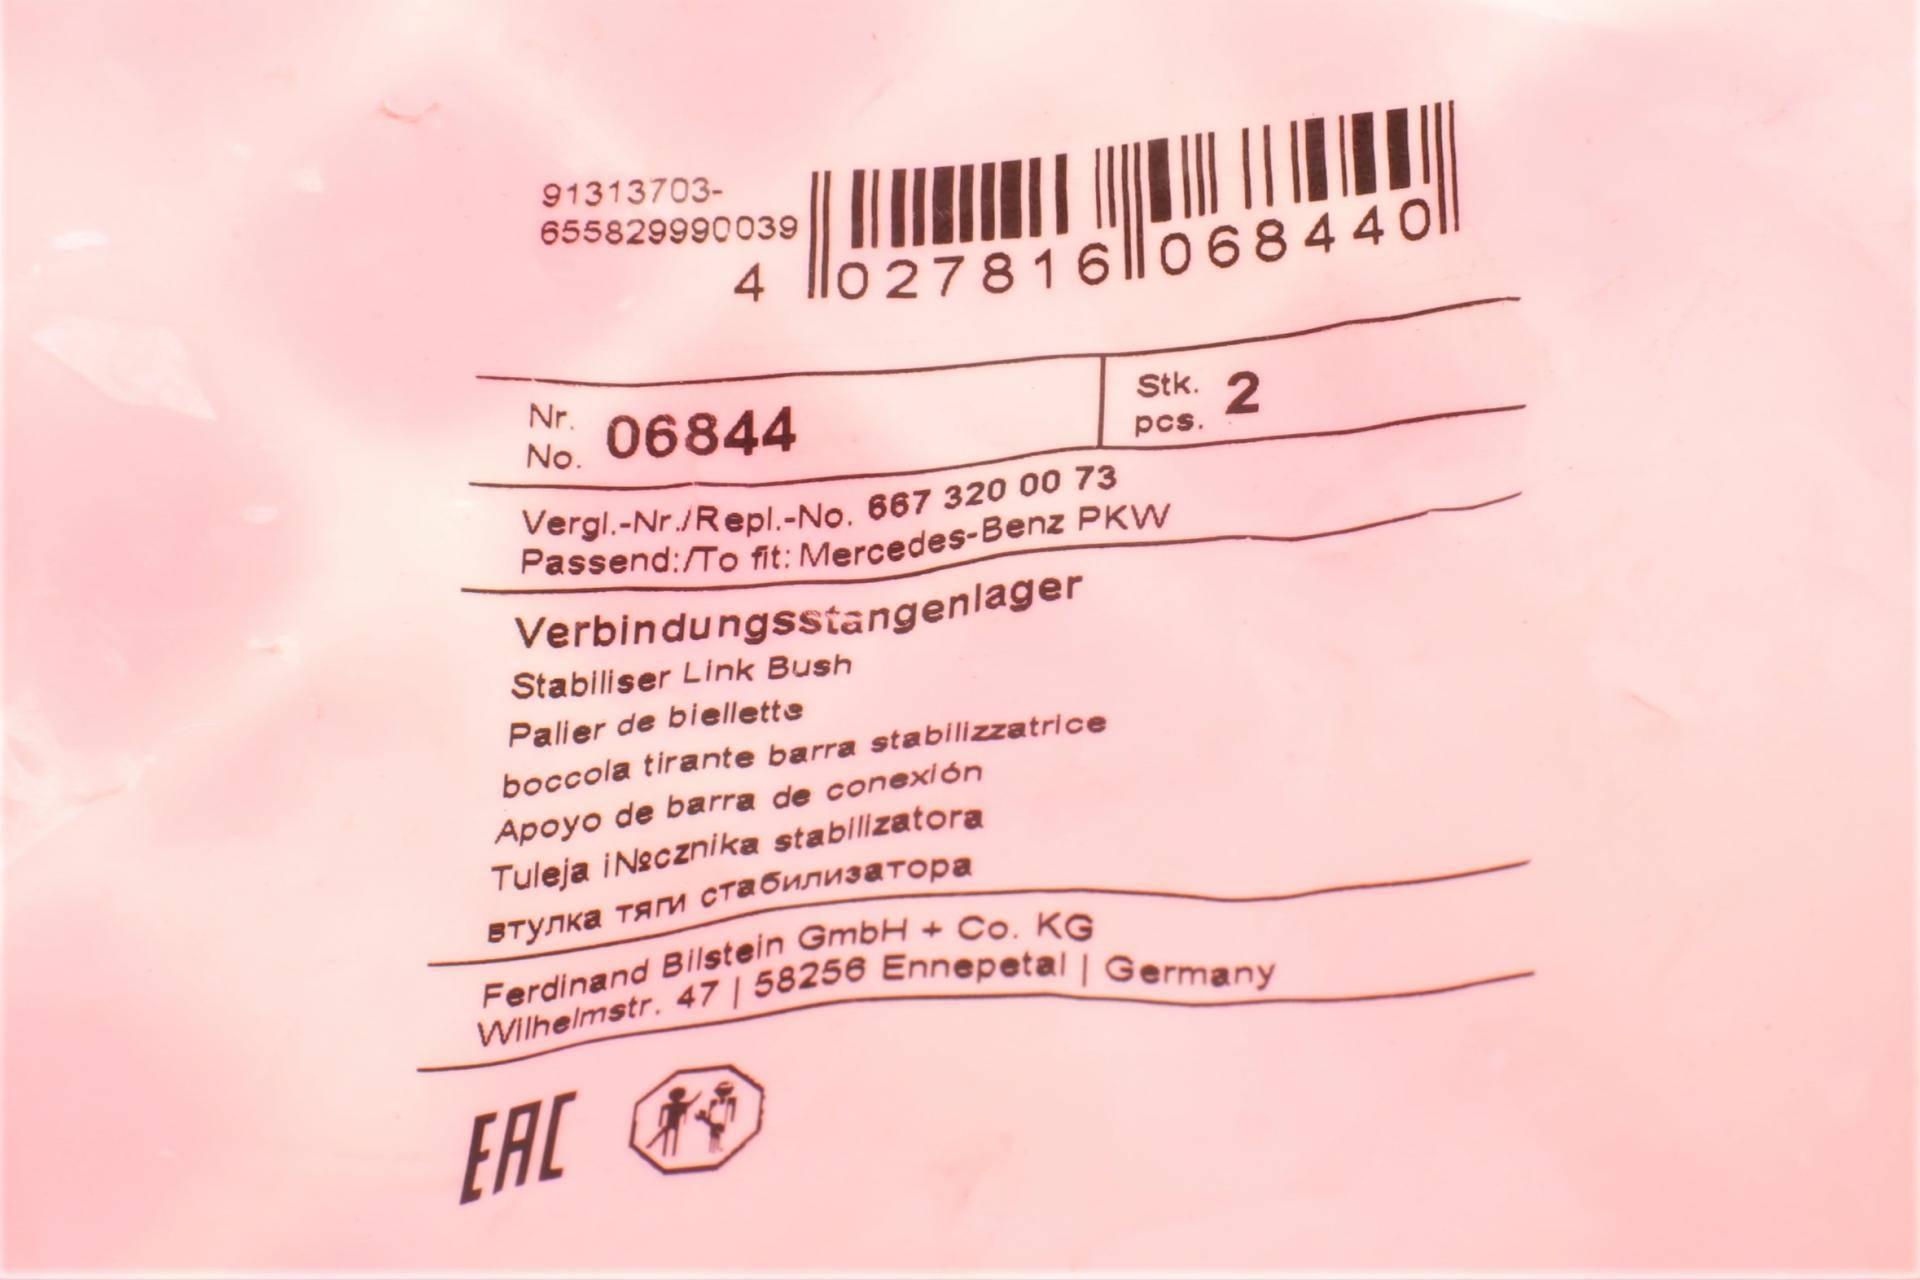 91313703-
655829990039
4 027816 068440
Nr.
No. 06844
Stk.
pcs. 2
Vergl.-Nr./Repl.-No. 667 320 00 73
Passend:/To fit: Mercedes-Benz PKW
Verbindungsstangenlager
Stabiliser Link Bush
Palier de biellette
boccola tirante barra stabilizzatrice
Apoyo de barra de conexión
Tuleja i№cznika stabilizatora
втулка тяги стабилизатора
Ferdinand Bilstein GmbH + Co. KG
Wilhelmstr. 47 | 58256 Ennepetal | Germany
EAC